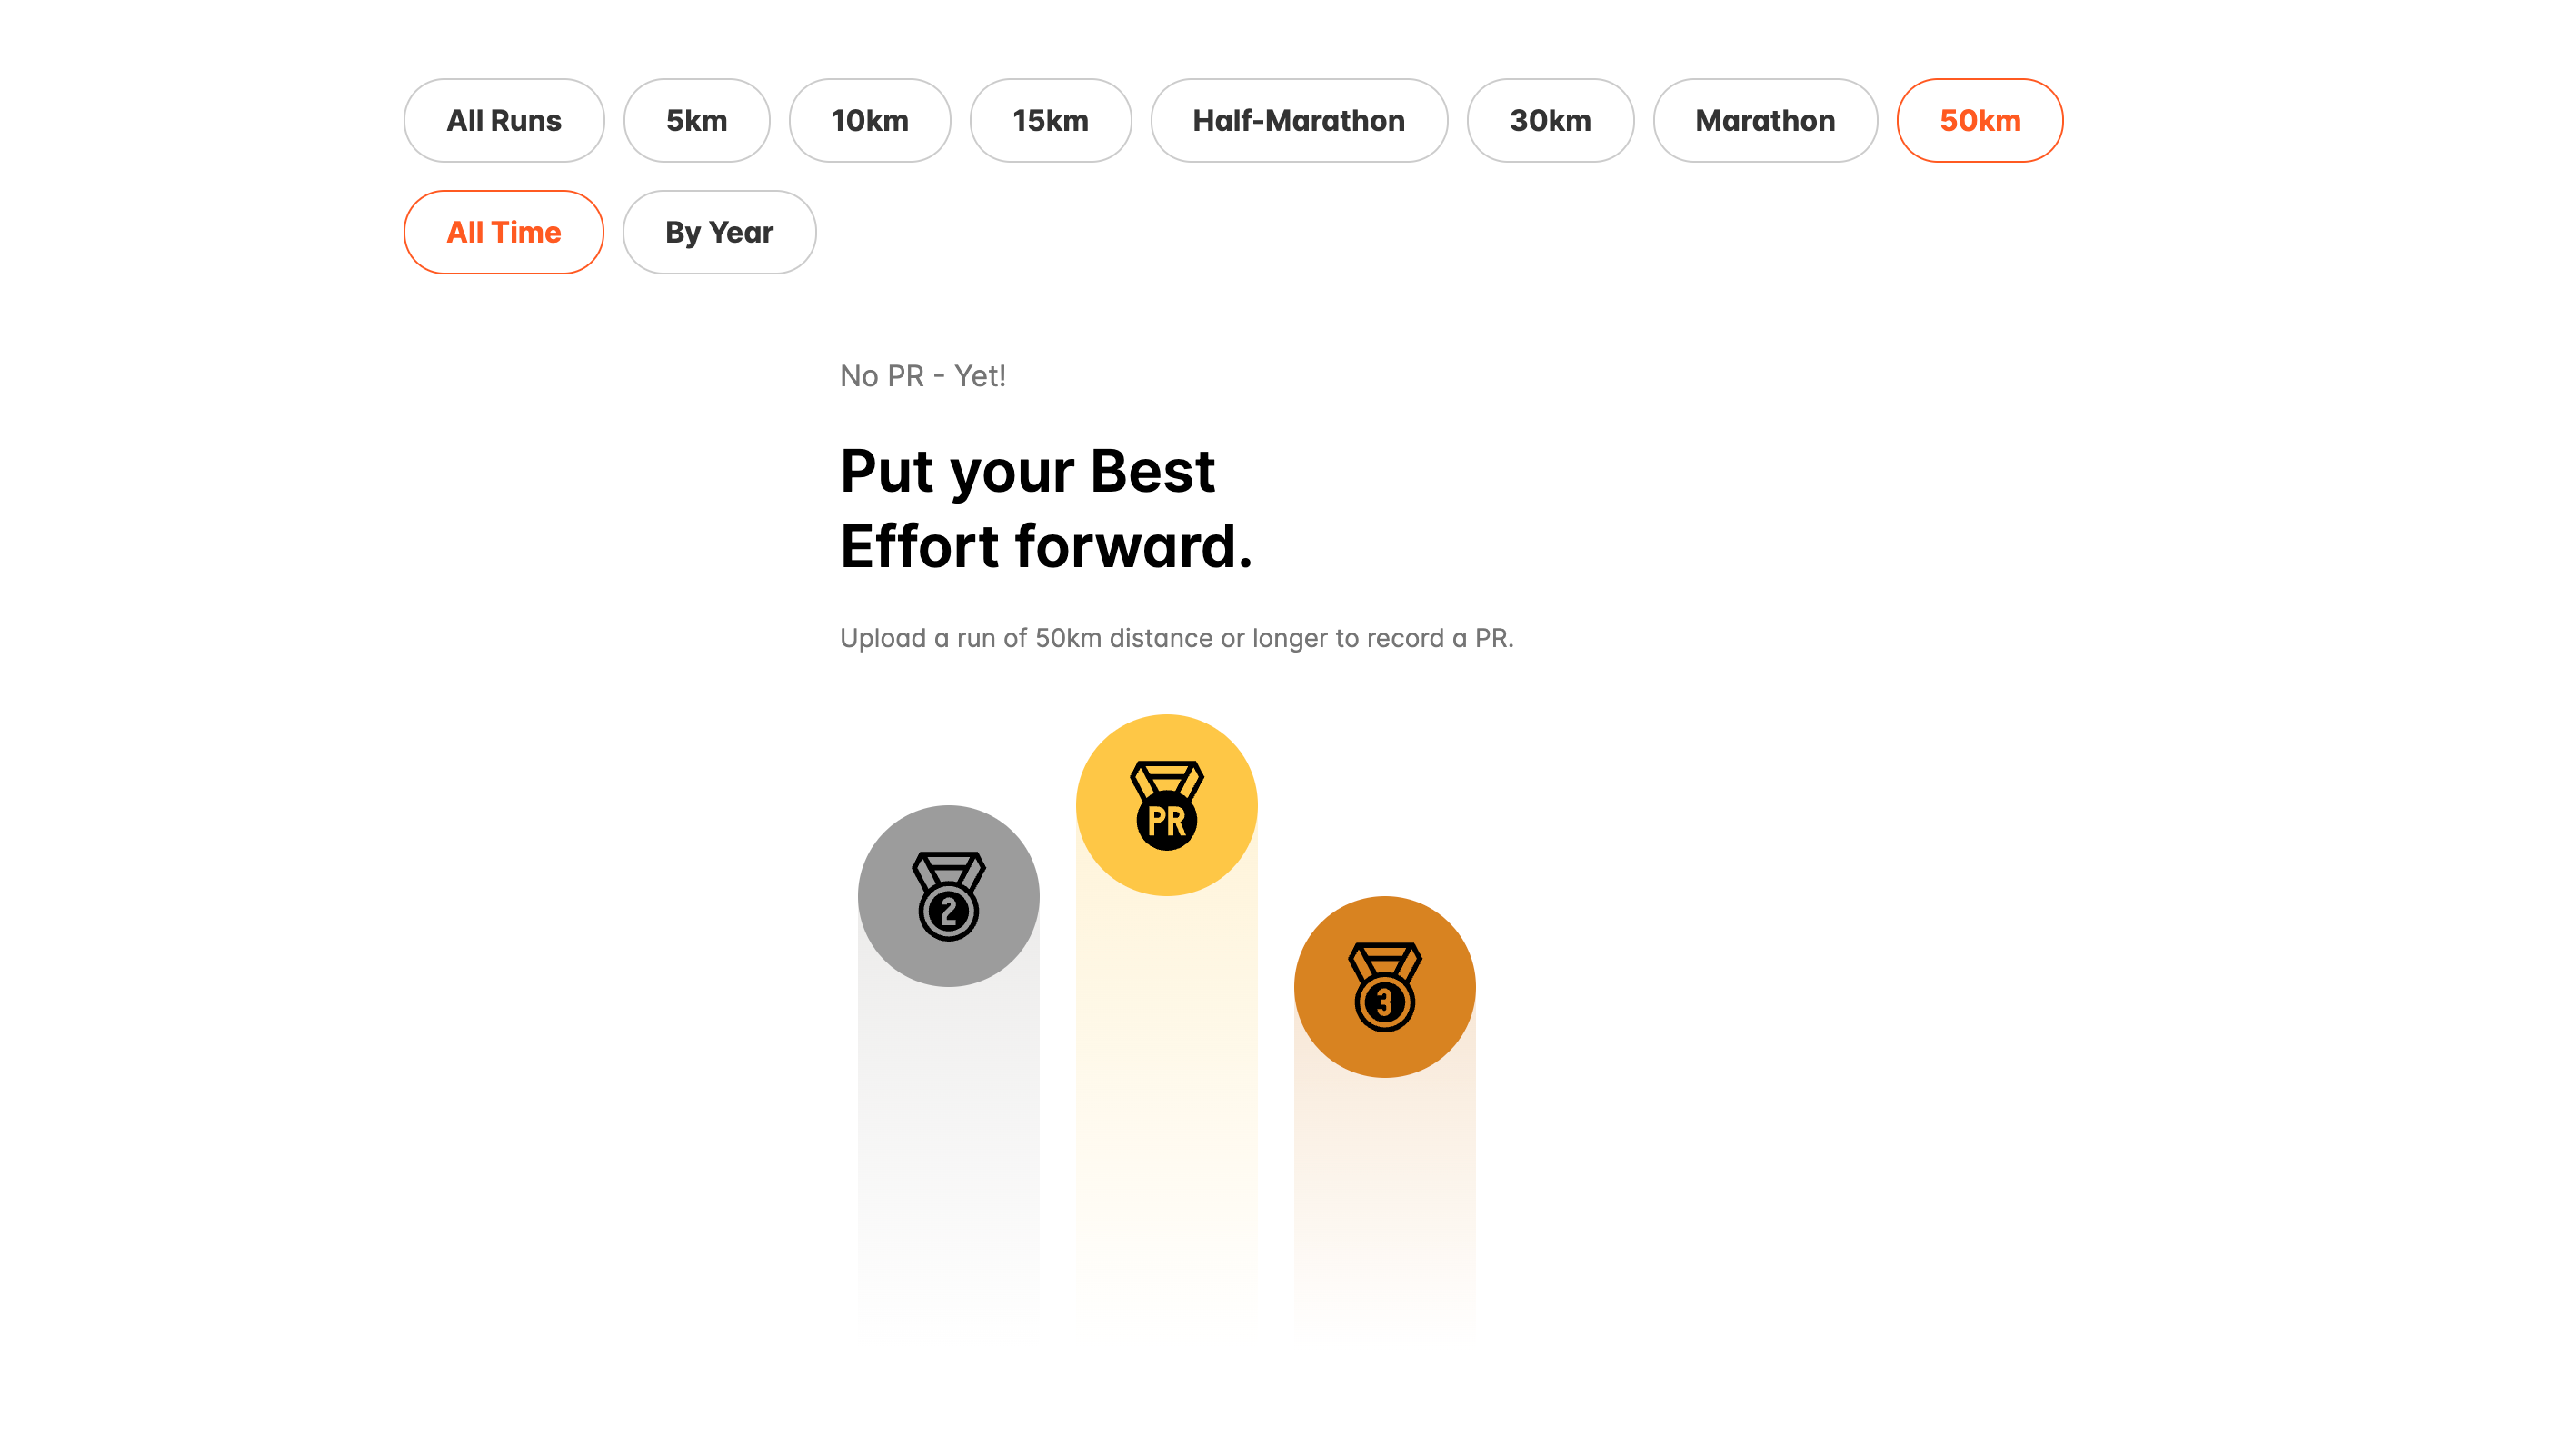 All Runs 5km 10km 15km Half-Marathon 30km Marathon 50km
All Time By Year
No PR - Yet!
Put your Best
Effort forward.
Upload a run of 50km distance or longer to record a PR.
PR
2
3